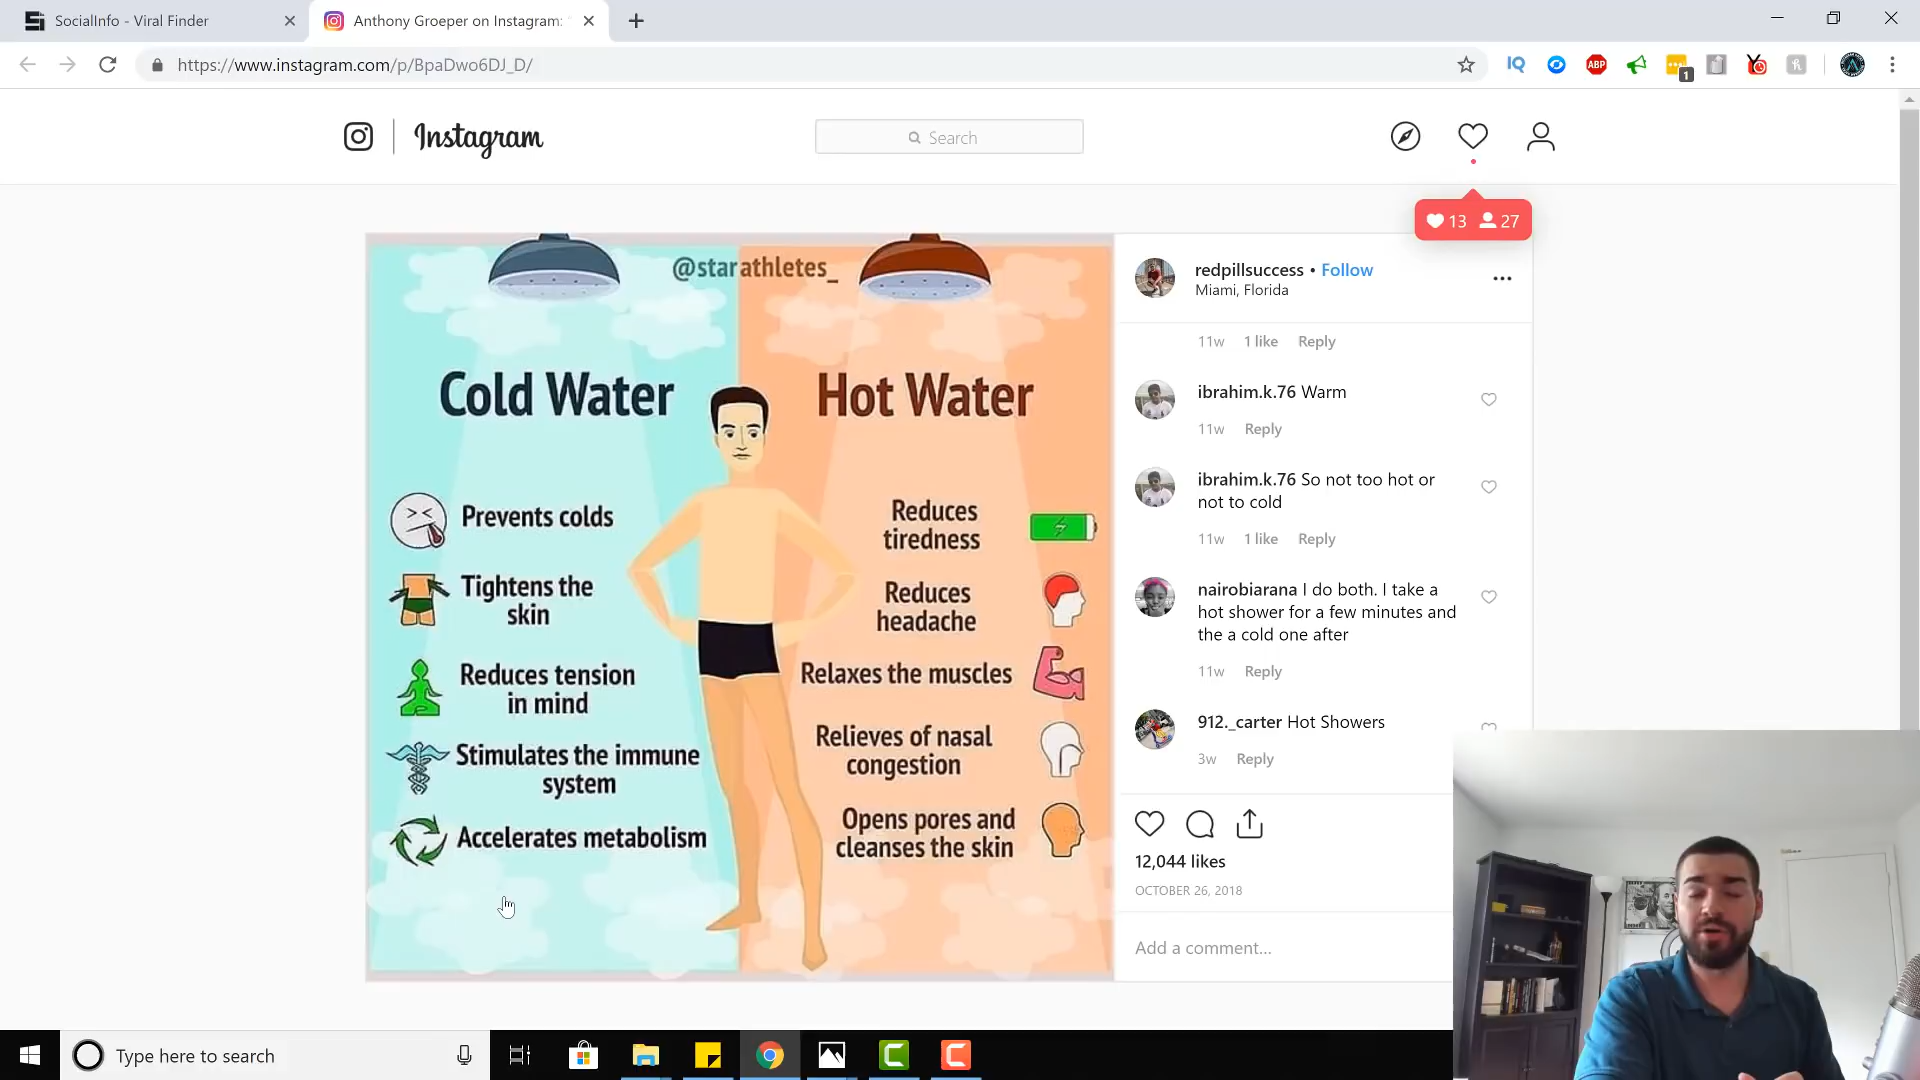 SocialInfo - Viral Finder
Anthony Groeper on Instagram:
https://www.instagram.com/p/BpaDwo6DJ_D/
IQ
ABP
1
Instagram
Search
13 27
@starathletes_
Cold Water
Hot Water
Prevents colds
Tightens the
skin
Reduces tension
in mind
Stimulates the immune
system
Accelerates metabolism
Reduces
tiredness
Reduces
headache
Relaxes the muscles
Relieves of nasal
congestion
Opens pores and
cleanses the skin
redpillsuccess • Follow
Miami, Florida
11w 1 like Reply
ibrahim.k.76 Warm
11w Reply
ibrahim.k.76 So not too hot or
not to cold
11w 1 like Reply
nairobiarana I do both. I take a
hot shower for a few minutes and
the a cold one after
11w Reply
912._carter Hot Showers
3w Reply
12,044 likes
OCTOBER 26, 2018
Add a comment...
Type here to search